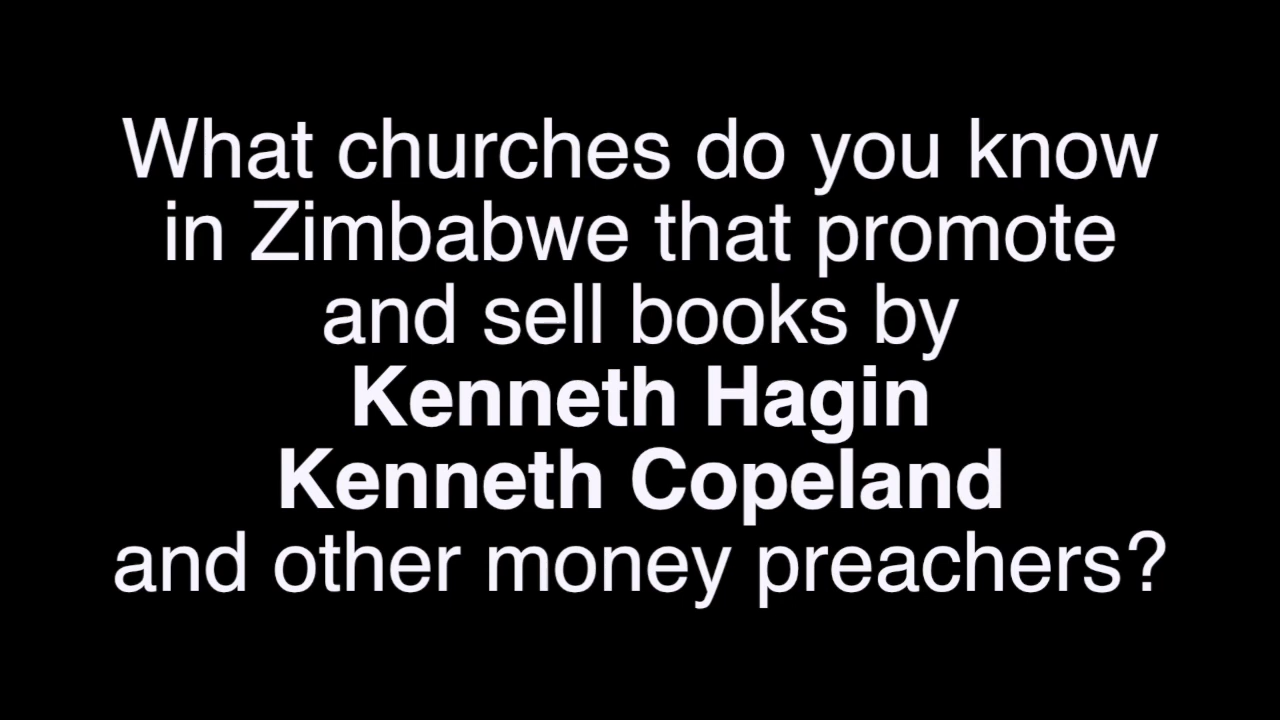 What churches do you know
in Zimbabwe that promote
and sell books by
Kenneth Hagin
Kenneth Copeland
and other money preachers?